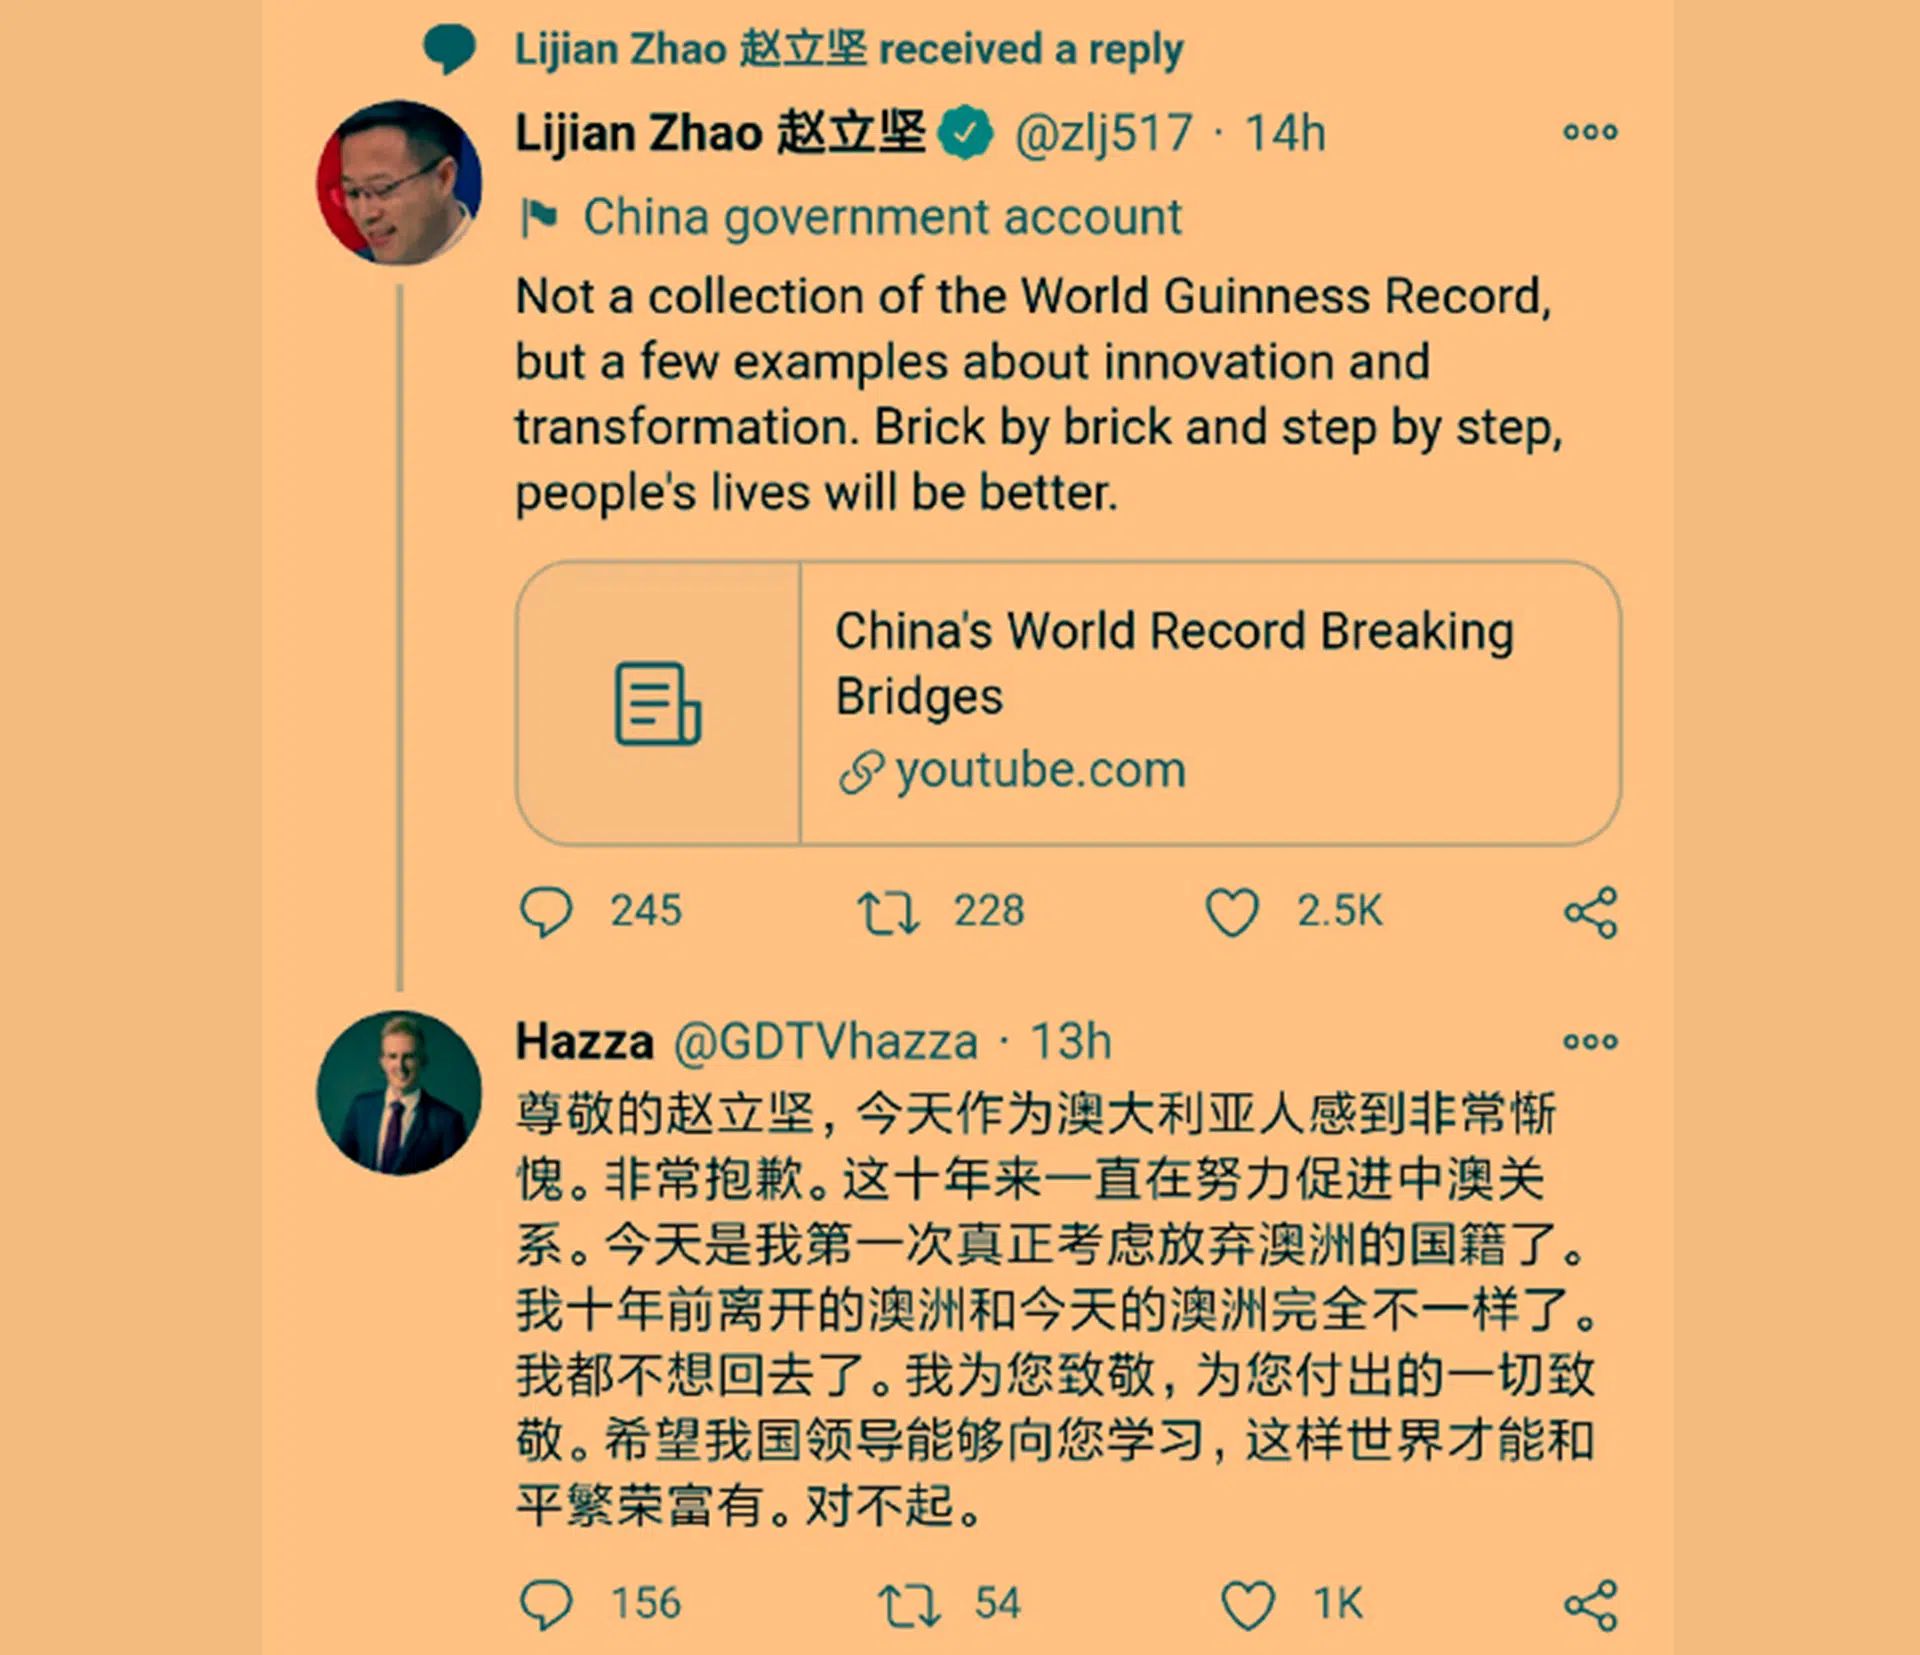 Lijian Zhao 赵立坚 received a reply
Lijian Zhao 赵立坚 @zlj517 · 14h
China government account
Not a collection of the World Guinness Record,
but a few examples about innovation and
transformation. Brick by brick and step by step,
people's lives will be better.
China's World Record Breaking
Bridges
youtube.com
245 228 2.5K
Hazza @GDTVhazza · 13h
尊敬的赵立坚，今天作为澳大利亚人感到非常惭
愧。非常抱歉。这十年来一直在努力促进中澳关
系。今天是我第一次真正考虑放弃澳洲的国籍了。
我十年前离开的澳洲和今天的澳洲完全不一样了。
我都不想回去了。我为您致敬，为您付出的一切致
敬。希望我国领导能够向您学习，这样世界才能和
平繁荣富有。对不起。
156 54 1K